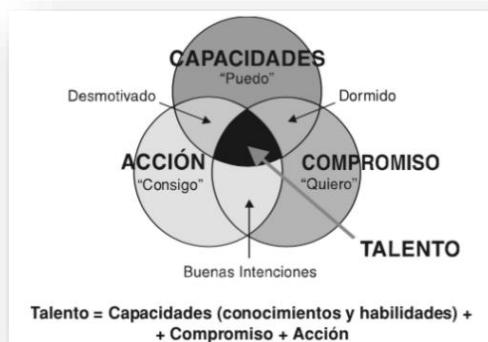 CAPACIDADES
“Puedo”
Desmotivado
Dormido
ACCIÓN
“Consigo”
COMPROMISO
“Quiero”
TALENTO
Buenas Intenciones
Talento = Capacidades (conocimientos y habilidades) +
+ Compromiso + Acción